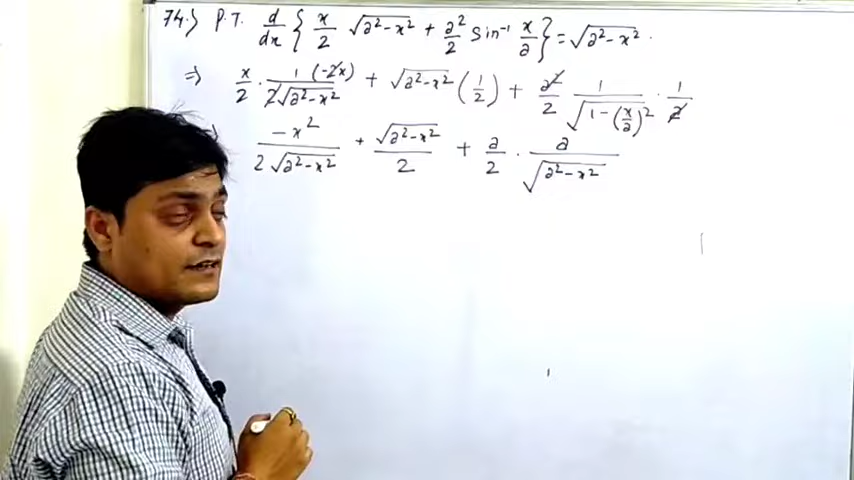 74.) P.T. d/dx { x/2 √(a²-x²) + a²/2 Sin⁻¹ x/a } = √(a²-x²) .
⇒ x/2 · 1 (-2x)/2√(a²-x²) + √(a²-x²) (1/2) + a²/2 1/√(1-(x/a)²) · 1/a
-x²/2√(a²-x²) + √(a²-x²)/2 + a/2 · a/√(a²-x²)